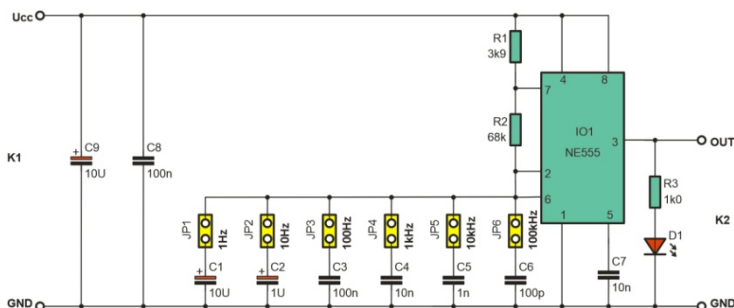 Ucc
R1
3k9
4
8
7
R2
68k
IO1
NE555
3
OUT
C9
10U
C8
100n
K1
2
6
R3
1k0
K2
JP1
1Hz
JP2
10Hz
JP3
100Hz
JP4
1kHz
JP5
10kHz
JP6
100kHz
1
5
D1
C1
10U
C2
1U
C3
100n
C4
10n
C5
1n
C6
100p
C7
10n
GND
GND